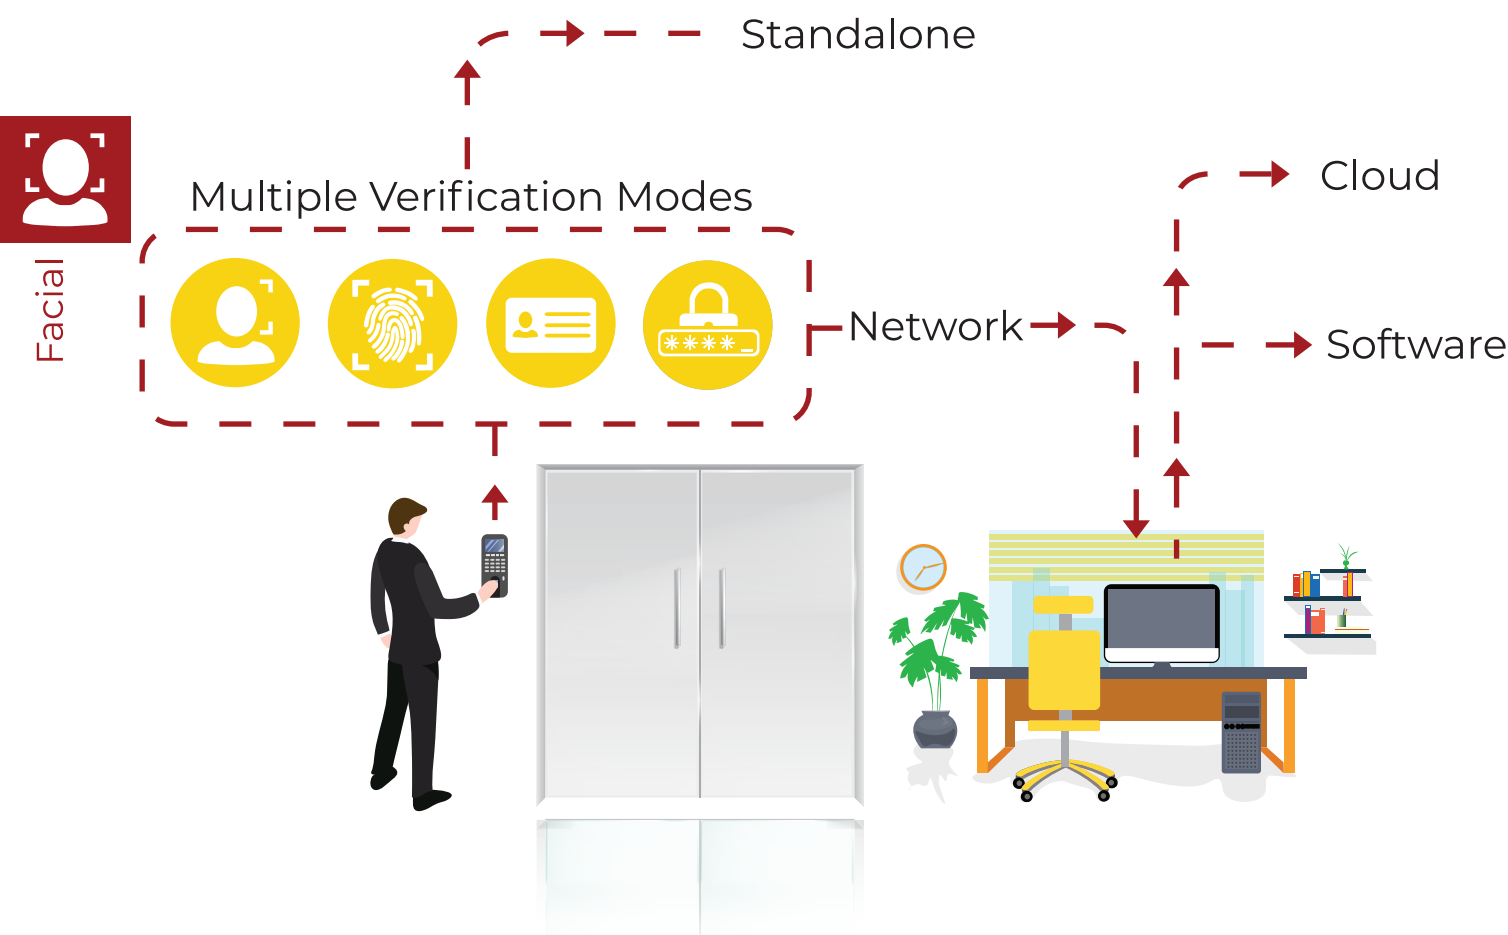 Standalone
Facial
Multiple Verification Modes
Cloud
Network
Software
****_